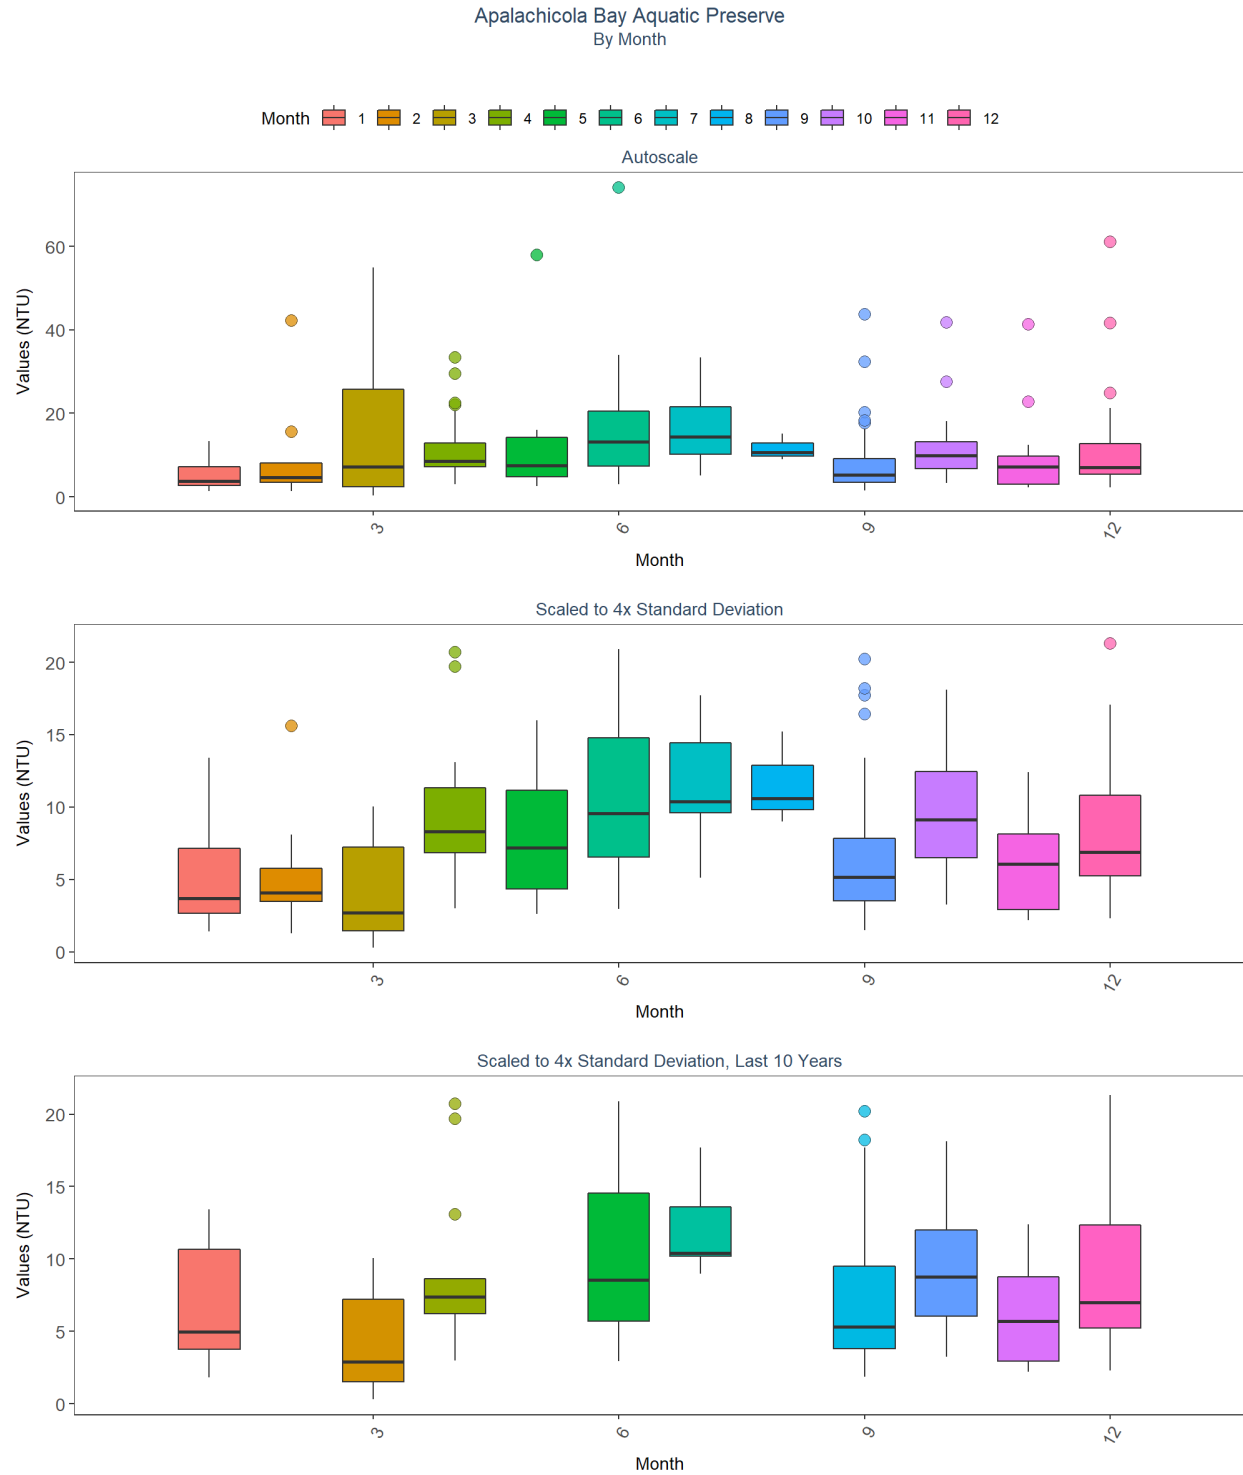 Apalachicola Bay Aquatic Preserve
By Month
Month 1 2 3 4 5 6 7 8 9 10 11 12
Autoscale
Values (NTU)
60
40
20
0
3 6 9 12
Month
Scaled to 4x Standard Deviation
Values (NTU)
20
15
10
5
0
3 6 9 12
Month
Scaled to 4x Standard Deviation, Last 10 Years
Values (NTU)
20
15
10
5
0
3 6 9 12
Month